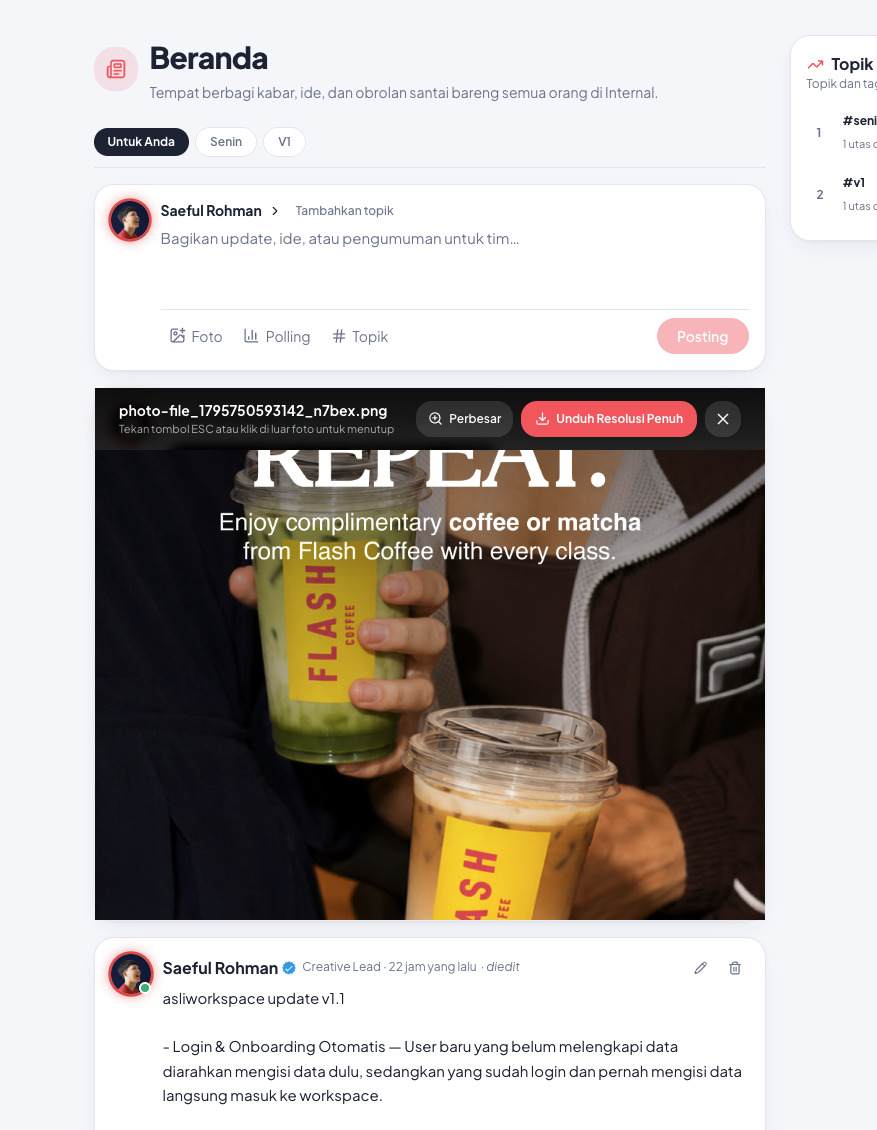 Beranda
Tempat berbagi kabar, ide, dan obrolan santai bareng semua orang di Internal.
Untuk Anda
Senin
V1
Topik
Topik dan tag
1
#seni
1 utas
2
#v1
1 utas
Saeful Rohman > Tambahkan topik
Bagikan update, ide, atau pengumuman untuk tim...
Foto
Polling
Topik
Posting
photo-file_1795750593142_n7bex.png
Tekan tombol ESC atau klik di luar foto untuk menutup
Perbesar
Unduh Resolusi Penuh
REPEAT.
Enjoy complimentary coffee or matcha
from Flash Coffee with every class.
FLASH
COFFEE
Saeful Rohman Creative Lead · 22 jam yang lalu · diedit
asliworkspace update v1.1
- Login & Onboarding Otomatis — User baru yang belum melengkapi data
diarahkan mengisi data dulu, sedangkan yang sudah login dan pernah mengisi data
langsung masuk ke workspace.